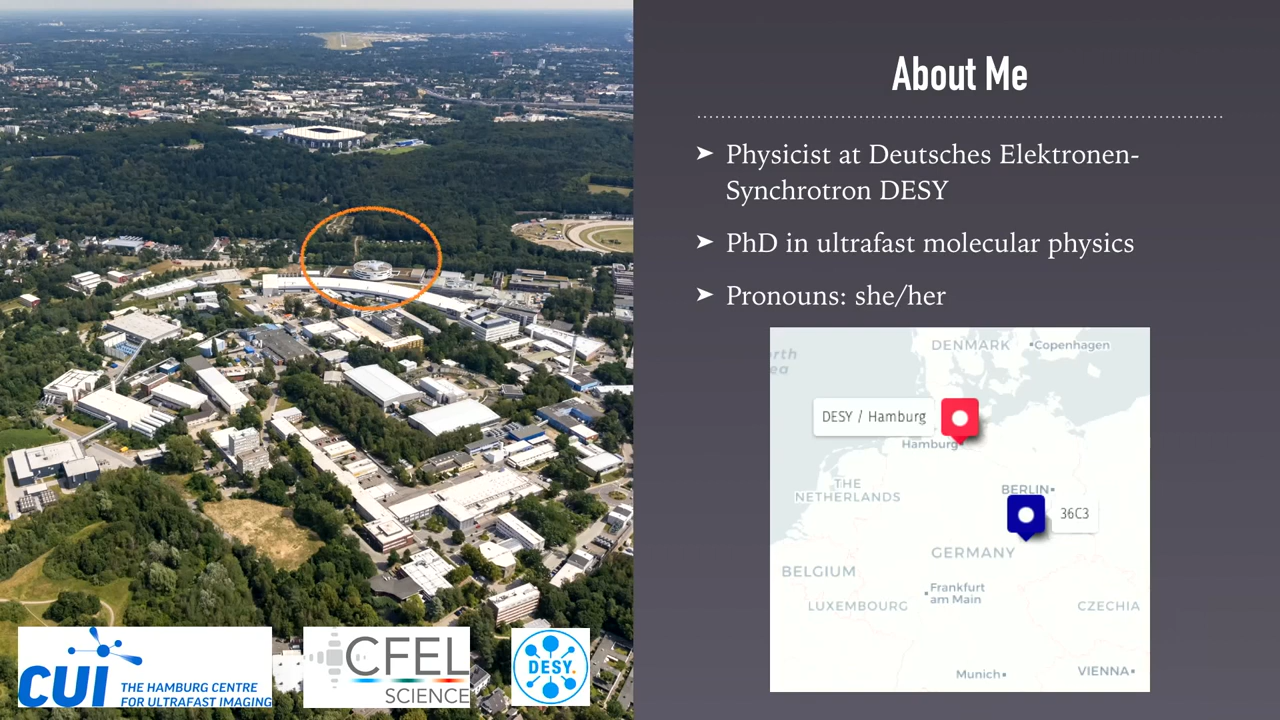 About Me
➤ Physicist at Deutsches Elektronen-
Synchrotron DESY
➤ PhD in ultrafast molecular physics
➤ Pronouns: she/her
DENMARK
Copenhagen
DESY / Hamburg
Hamburg
THE
NETHERLANDS
BERLIN
36C3
GERMANY
BELGIUM
Frankfurt
am Main
LUXEMBOURG
CZECHIA
Munich
VIENNA
CUI
THE HAMBURG CENTRE
FOR ULTRAFAST IMAGING
CFEL
SCIENCE
DESY.